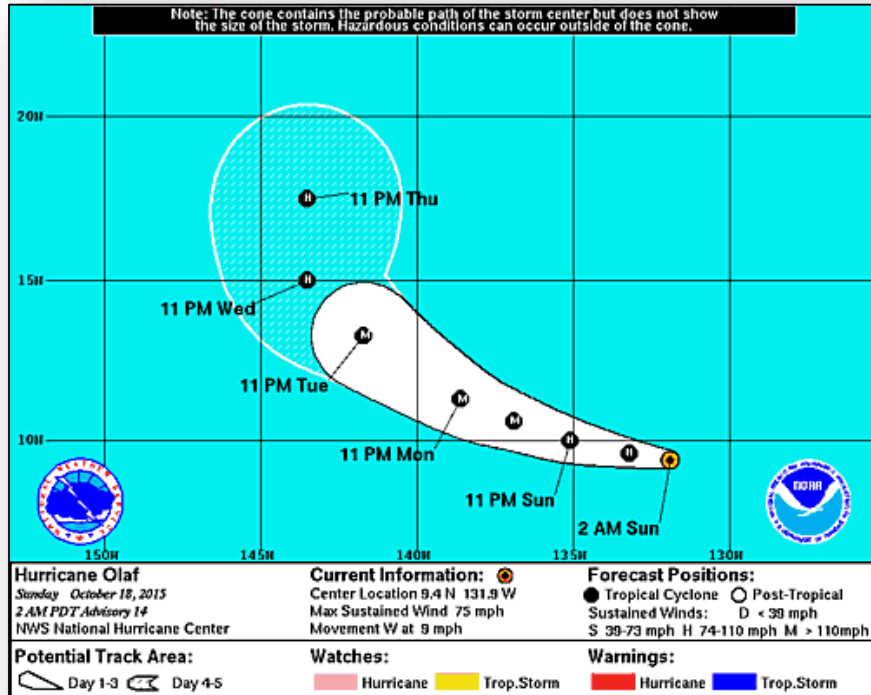 Note: The cone contains the probable path of the storm center but does not show
the size of the storm. Hazardous conditions can occur outside of the cone.
20N
H 11 PM Thu
15N H
11 PM Wed
M
11 PM Tue
M
M
11 PM Mon
10N H H
11 PM Sun
2 AM Sun
NOAA
150W 145W 140W 135W 130W
Hurricane Olaf
Sunday October 18, 2015
2 AM PDT Advisory 14
NWS National Hurricane Center
Current Information:
Center Location 9.4 N 131.9 W
Max Sustained Wind 75 mph
Movement W at 9 mph
Forecast Positions:
Tropical Cyclone Post-Tropical
Sustained Winds: D < 39 mph
S 39-73 mph H 74-110 mph M > 110mph
Potential Track Area:
Day 1-3 Day 4-5
Watches:
Hurricane Trop.Storm
Warnings:
Hurricane Trop.Storm